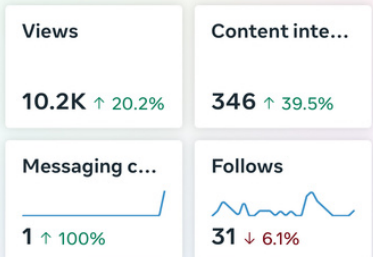 Views
Content inte...
10.2K ↑ 20.2%
346 ↑ 39.5%
Messaging c...
Follows
1 ↑ 100%
31 ↓ 6.1%